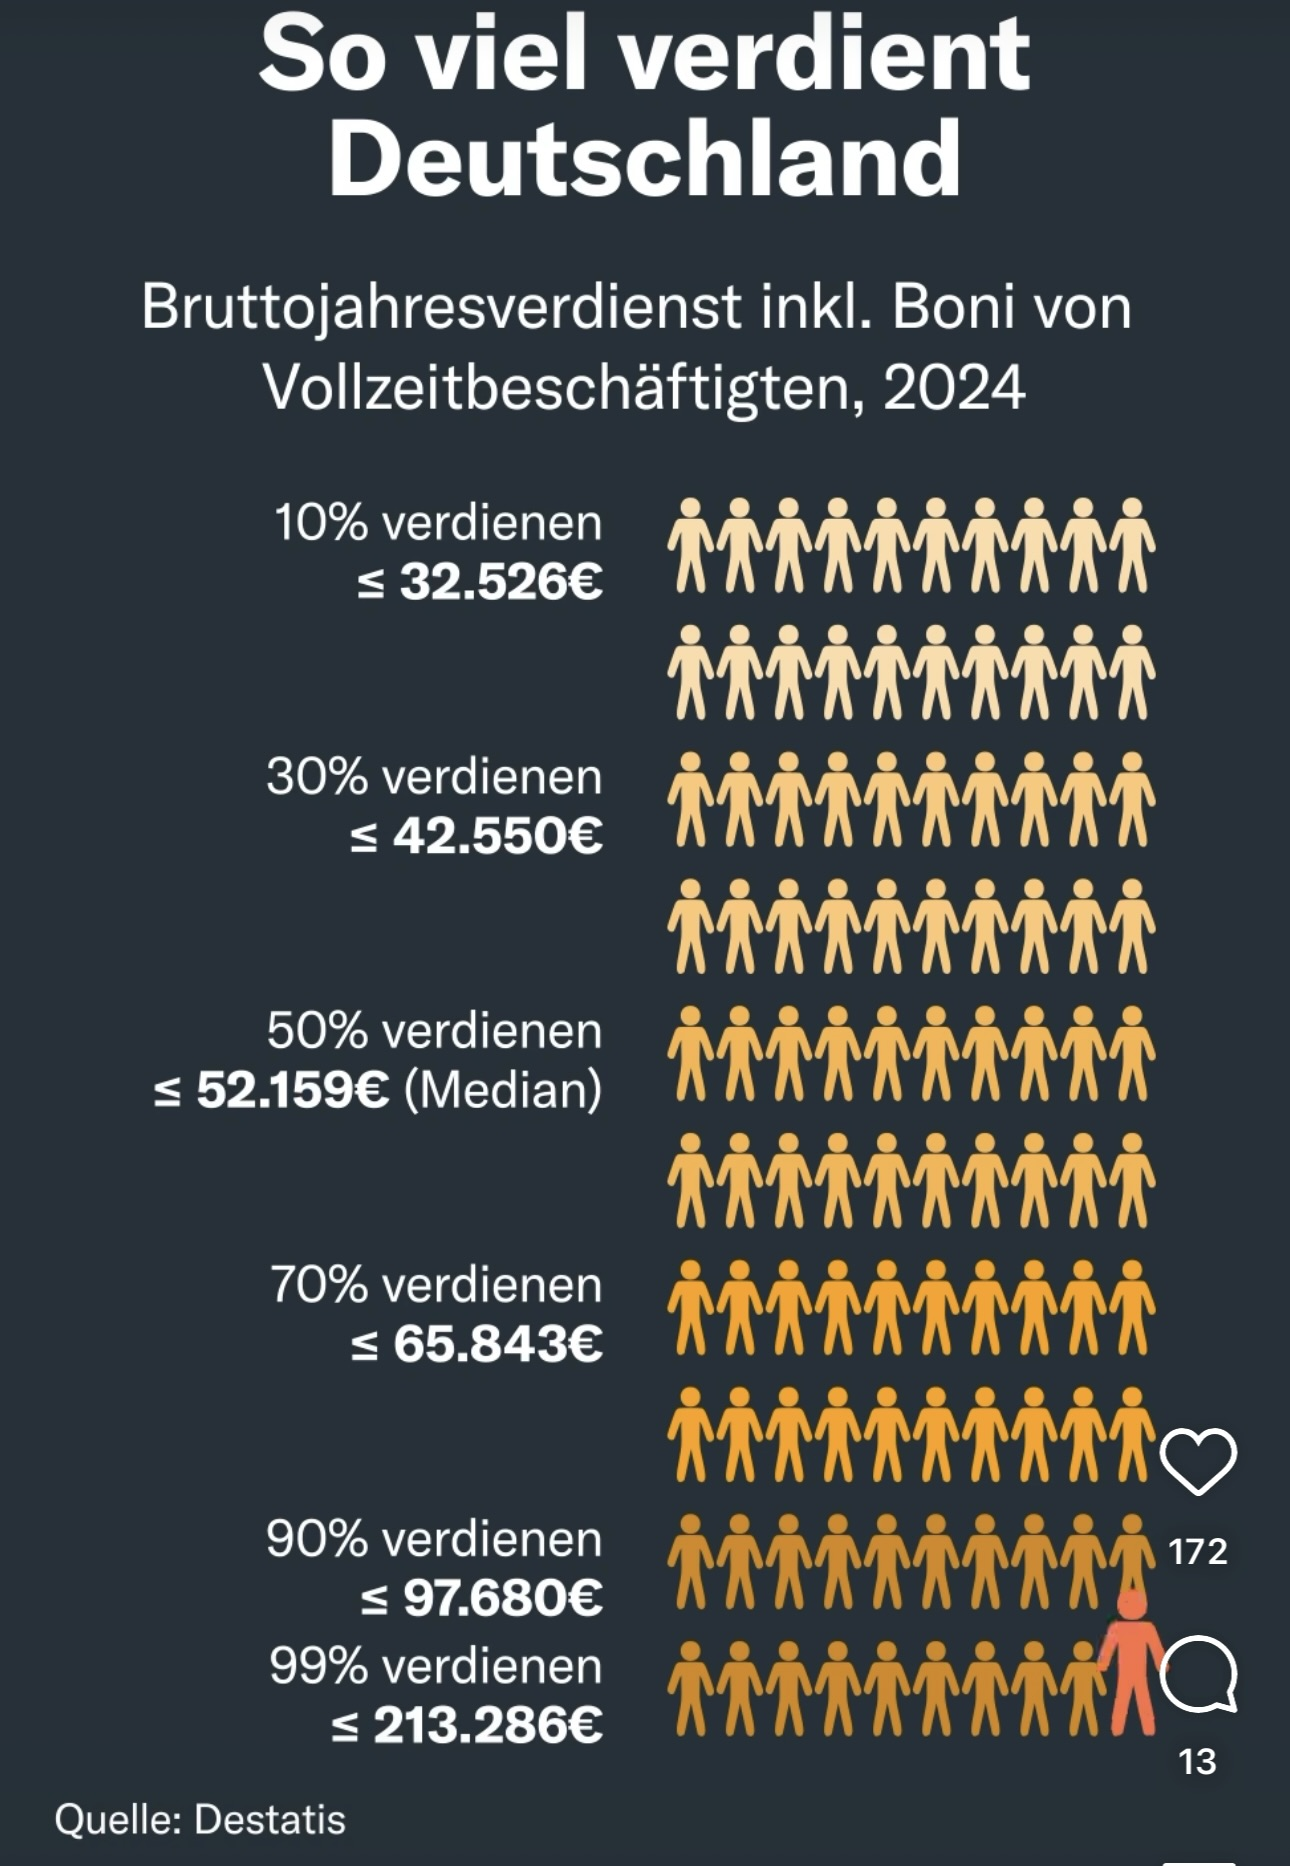 So viel verdient
Deutschland
Bruttojahresverdienst inkl. Boni von
Vollzeitbeschäftigten, 2024
10% verdienen
≤ 32.526€
30% verdienen
≤ 42.550€
50% verdienen
≤ 52.159€ (Median)
70% verdienen
≤ 65.843€
90% verdienen
≤ 97.680€
172
99% verdienen
≤ 213.286€
13
Quelle: Destatis